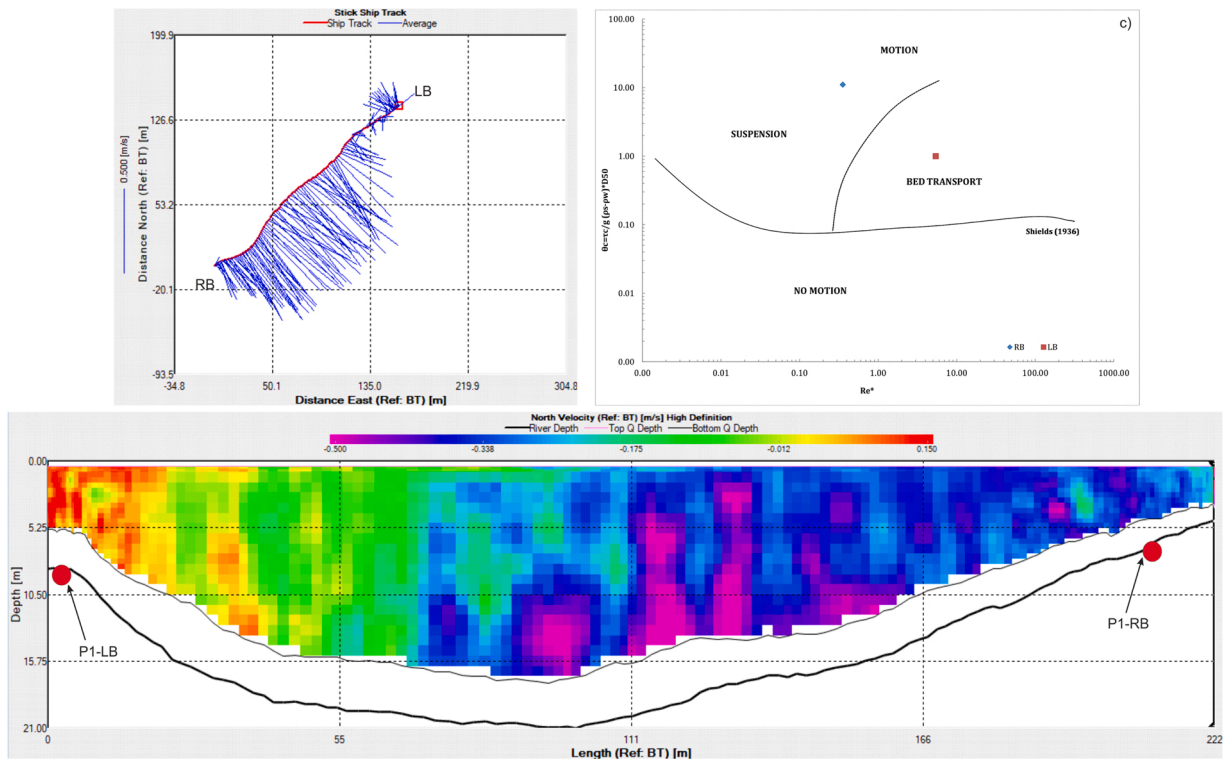 Stick Ship Track
Ship Track Average
199.9
126.6
53.2
-20.1
-93.5
-34.8 50.1 135.0 219.9 304.8
Distance East (Ref: BT) [m]
Distance North (Ref: BT) [m]
0.500 [m/s]
LB
RB
c)
100.00
10.00
1.00
0.10
0.01
0.00
0.00 0.01 0.10 1.00 10.00 100.00 1000.00
Re*
θc=τc/g (ρs-ρw)*D50
MOTION
SUSPENSION
BED TRANSPORT
Shields (1936)
NO MOTION
RB LB
North Velocity (Ref: BT) [m/s] High Definition
River Depth Top Q Depth Bottom Q Depth
-0.500 -0.338 -0.175 -0.012 0.150
0.00
5.25
10.50
15.75
21.00
Depth [m]
P1-LB
P1-RB
0 55 111 166 222
Length (Ref: BT) [m]